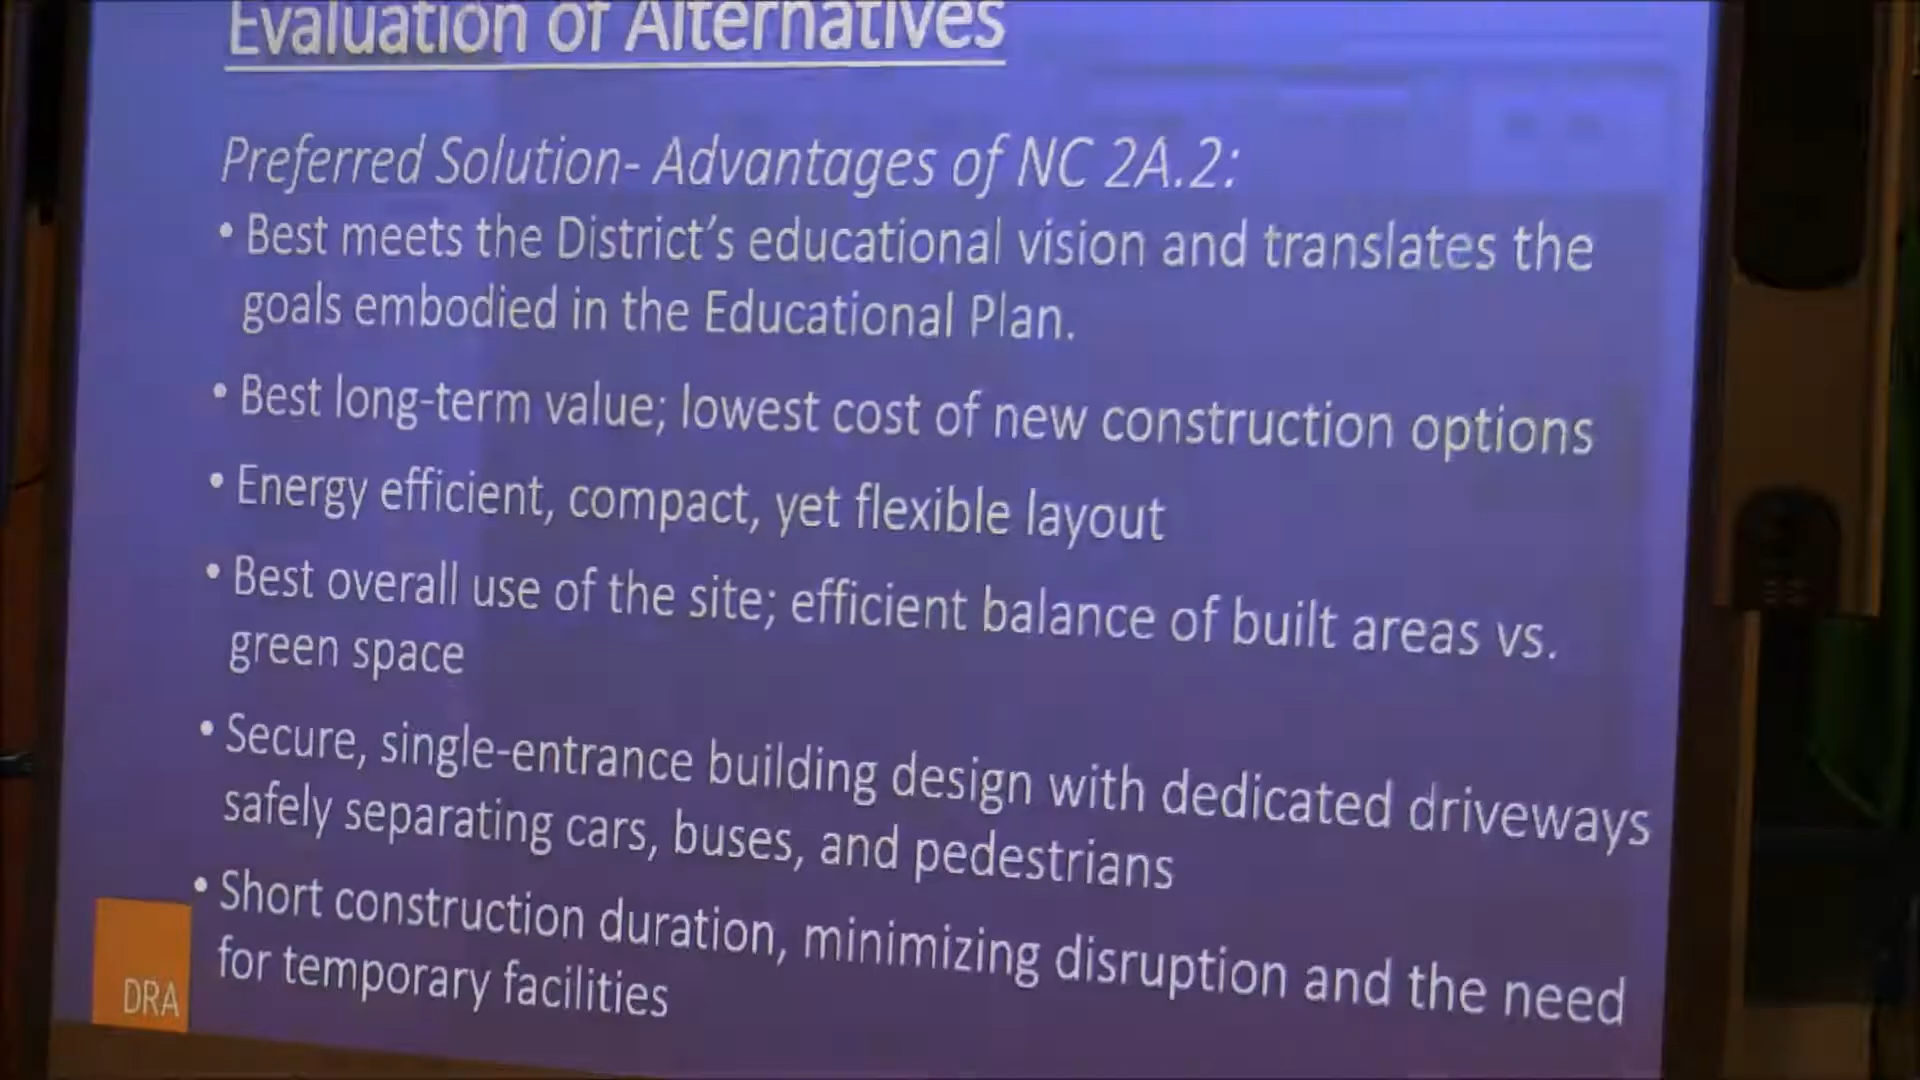 Evaluation of Alternatives
Preferred Solution- Advantages of NC 2A.2:
• Best meets the District's educational vision and translates the
goals embodied in the Educational Plan.
• Best long-term value; lowest cost of new construction options
• Energy efficient, compact, yet flexible layout
• Best overall use of the site; efficient balance of built areas vs.
green space
• Secure, single-entrance building design with dedicated driveways
safely separating cars, buses, and pedestrians
• Short construction duration, minimizing disruption and the need
for temporary facilities
DRA